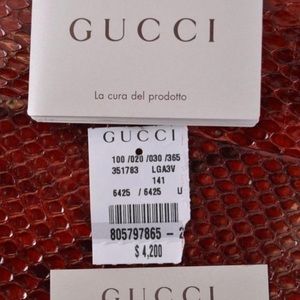 GUCCI
La cura del prodotto
GUCCI
100 /020 /030 /365
351783 LGA3V
141
6425 / 6425 U
805797865 - 2
$ 4,200
GUCCI